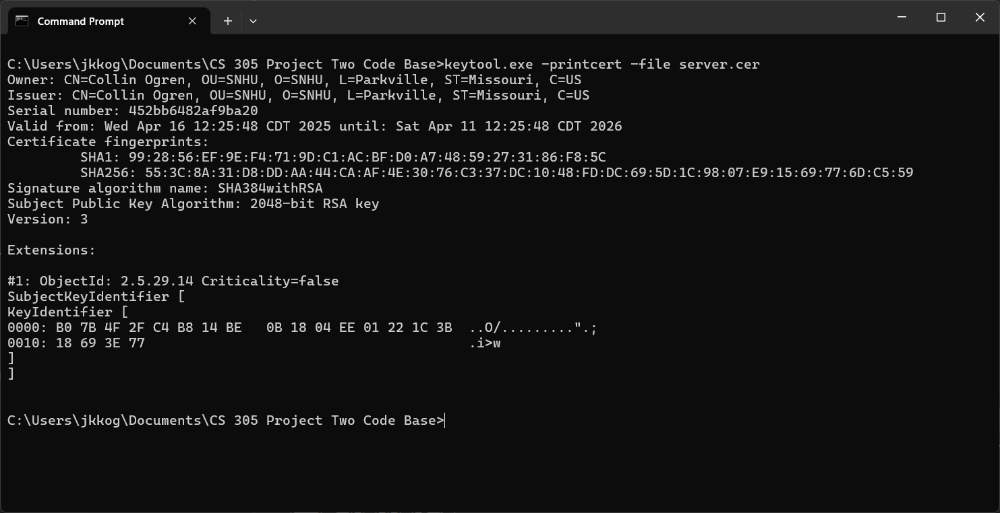 Command Prompt
C:\Users\jkkog\Documents\CS 305 Project Two Code Base>keytool.exe -printcert -file server.cer
Owner: CN=Collin Ogren, OU=SNHU, O=SNHU, L=Parkville, ST=Missouri, C=US
Issuer: CN=Collin Ogren, OU=SNHU, O=SNHU, L=Parkville, ST=Missouri, C=US
Serial number: 452bb6482af9ba20
Valid from: Wed Apr 16 12:25:48 CDT 2025 until: Sat Apr 11 12:25:48 CDT 2026
Certificate fingerprints:
         SHA1: 99:28:56:EF:9E:F4:71:9D:C1:AC:BF:D0:A7:48:59:27:31:86:F8:5C
         SHA256: 55:3C:8A:31:D8:DD:AA:44:CA:AF:4E:30:76:C3:37:DC:10:48:FD:DC:69:5D:1C:98:07:E9:15:69:77:6D:C5:59
Signature algorithm name: SHA384withRSA
Subject Public Key Algorithm: 2048-bit RSA key
Version: 3
Extensions:
#1: ObjectId: 2.5.29.14 Criticality=false
SubjectKeyIdentifier [
KeyIdentifier [
0000: B0 7B 4F 2F C4 B8 14 BE   0B 18 04 EE 01 22 1C 3B  ..O/.........".;
0010: 18 69 3E 77                                        .i>w
]
]
C:\Users\jkkog\Documents\CS 305 Project Two Code Base>